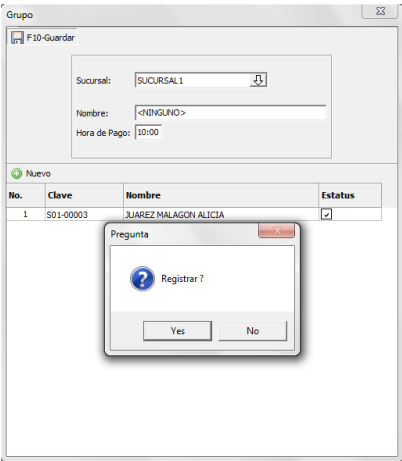 Grupo
F10-Guardar
Sucursal: SUCURSAL1
Nombre: <NINGUNO>
Hora de Pago: 10:00
Nuevo
No. Clave Nombre Estatus
1 S01-00003 JUAREZ MALAGON ALICIA
Pregunta
Registrar ?
Yes No